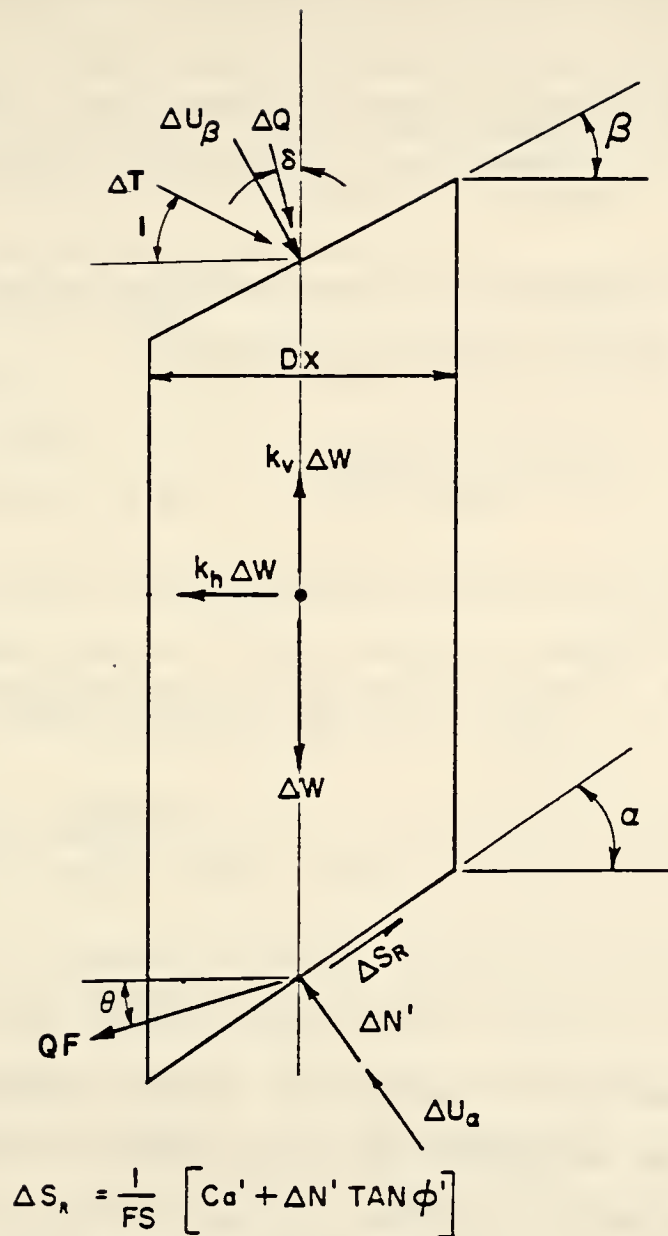 ΔU_β ΔQ
δ
β
ΔT
I
Dx
k_v ΔW
k_h ΔW
ΔW
α
ΔS_R
θ
ΔN'
QF
ΔU_α
ΔS_R = 1/FS [Ca' + ΔN' TAN φ']